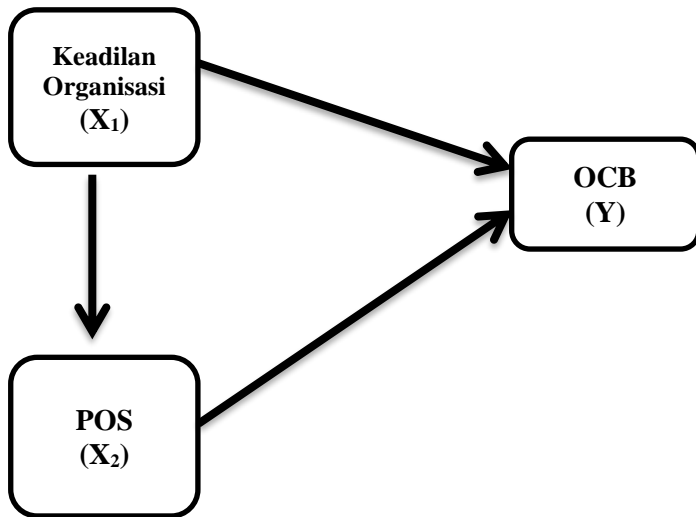 Keadilan
Organisasi
(X₁)
OCB
(Y)
POS
(X₂)